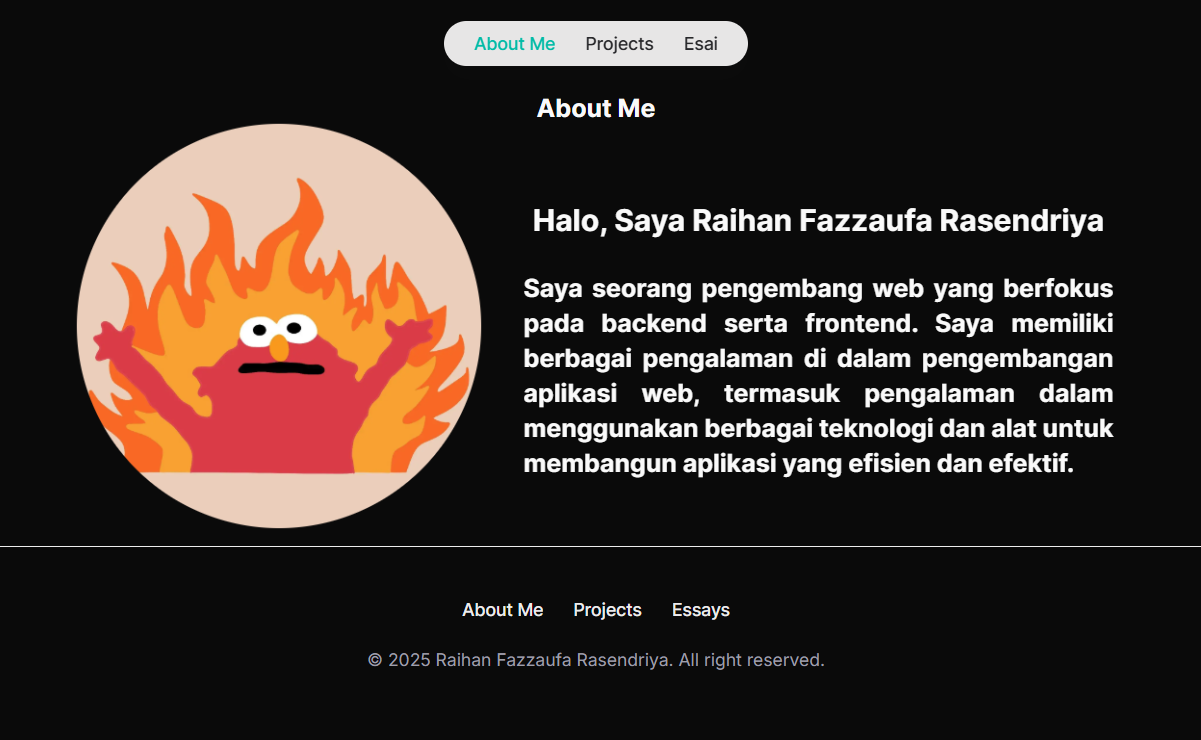 About Me Projects Esai
About Me
Halo, Saya Raihan Fazzaufa Rasendriya
Saya seorang pengembang web yang berfokus
pada backend serta frontend. Saya memiliki
berbagai pengalaman di dalam pengembangan
aplikasi web, termasuk pengalaman dalam
menggunakan berbagai teknologi dan alat untuk
membangun aplikasi yang efisien dan efektif.
About Me Projects Essays
© 2025 Raihan Fazzaufa Rasendriya. All right reserved.